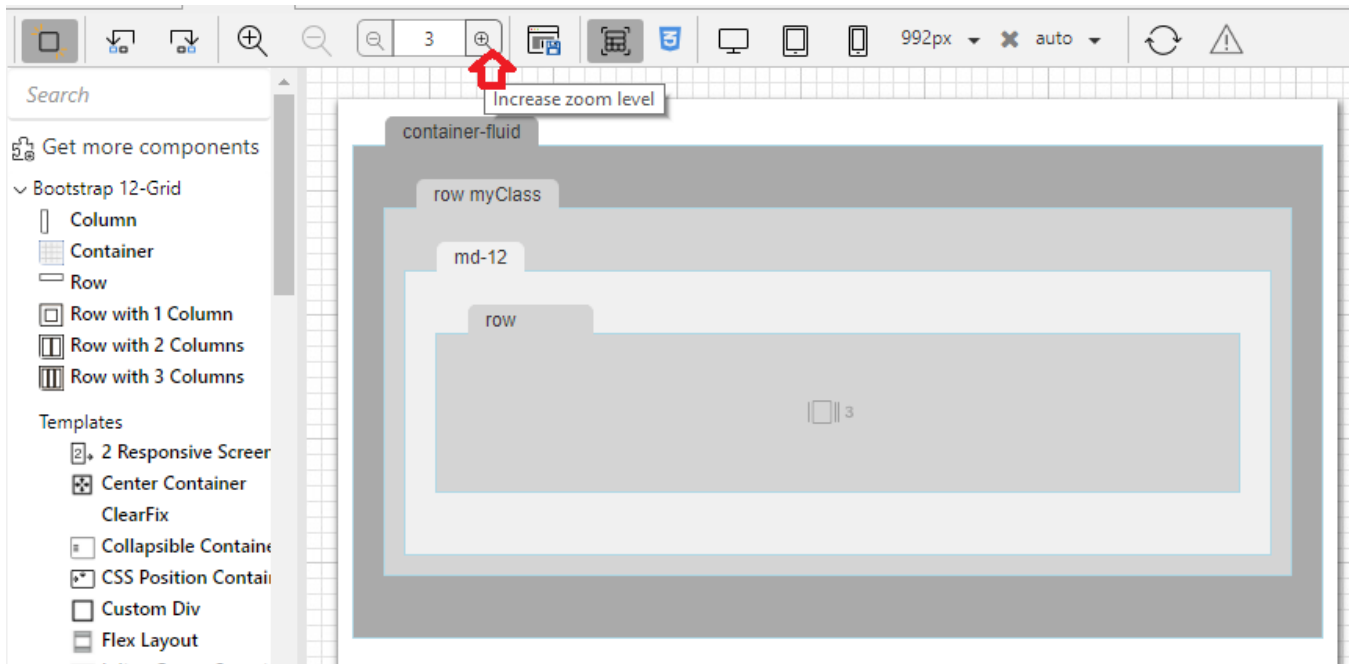 3
992px
auto
Search
Increase zoom level
container-fluid
Get more components
Bootstrap 12-Grid
row myClass
Column
Container
md-12
Row
Row with 1 Column
row
Row with 2 Columns
Row with 3 Columns
3
Templates
2 Responsive Screen
Center Container
ClearFix
Collapsible Containe
CSS Position Contai
Custom Div
Flex Layout